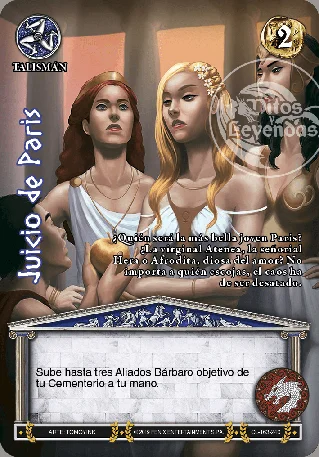 2
TALISMAN
Mitos
Leyendas
Juicio de Paris
¿Quién será la más bella joven Paris?
¿La virginal Atenea, la señorial
Hera o Afrodita, diosa del amor? No
importa a quién escojas, el caos ha
de ser desatado.
Sube hasta tres Aliados Bárbaro objetivo de
tu Cementerio a tu mano.